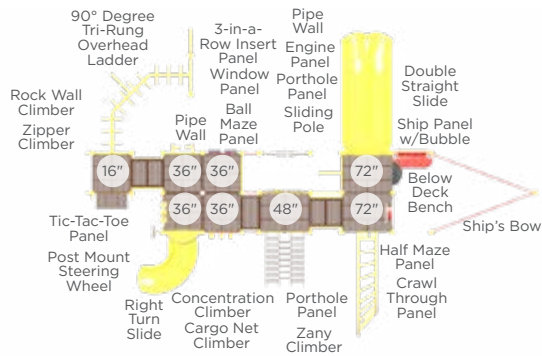 90° Degree
Tri-Rung
Overhead
Ladder
3-in-a-
Row Insert
Panel
Window
Panel
Ball
Maze
Panel
Pipe
Wall
Engine
Panel
Porthole
Panel
Sliding
Pole
Double
Straight
Slide
Ship Panel
w/Bubble
Rock Wall
Climber
Zipper
Climber
Pipe
Wall
16"
36"
36"
72"
Below
Deck
Bench
36"
36"
48"
72"
Ship's Bow
Tic-Tac-Toe
Panel
Post Mount
Steering
Wheel
Right
Turn
Slide
Concentration
Climber
Cargo Net
Climber
Porthole
Panel
Zany
Climber
Half Maze
Panel
Crawl
Through
Panel